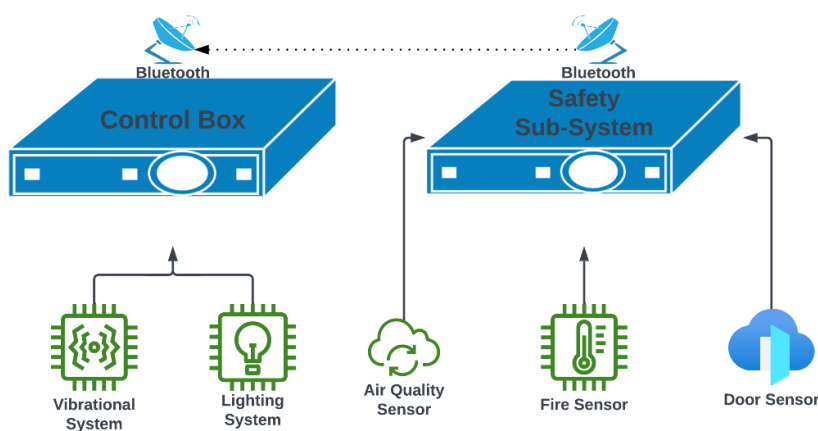 Bluetooth
Bluetooth
Control Box
Safety
Sub-System
Vibrational
System
Lighting
System
Air Quality
Sensor
Fire Sensor
Door Sensor